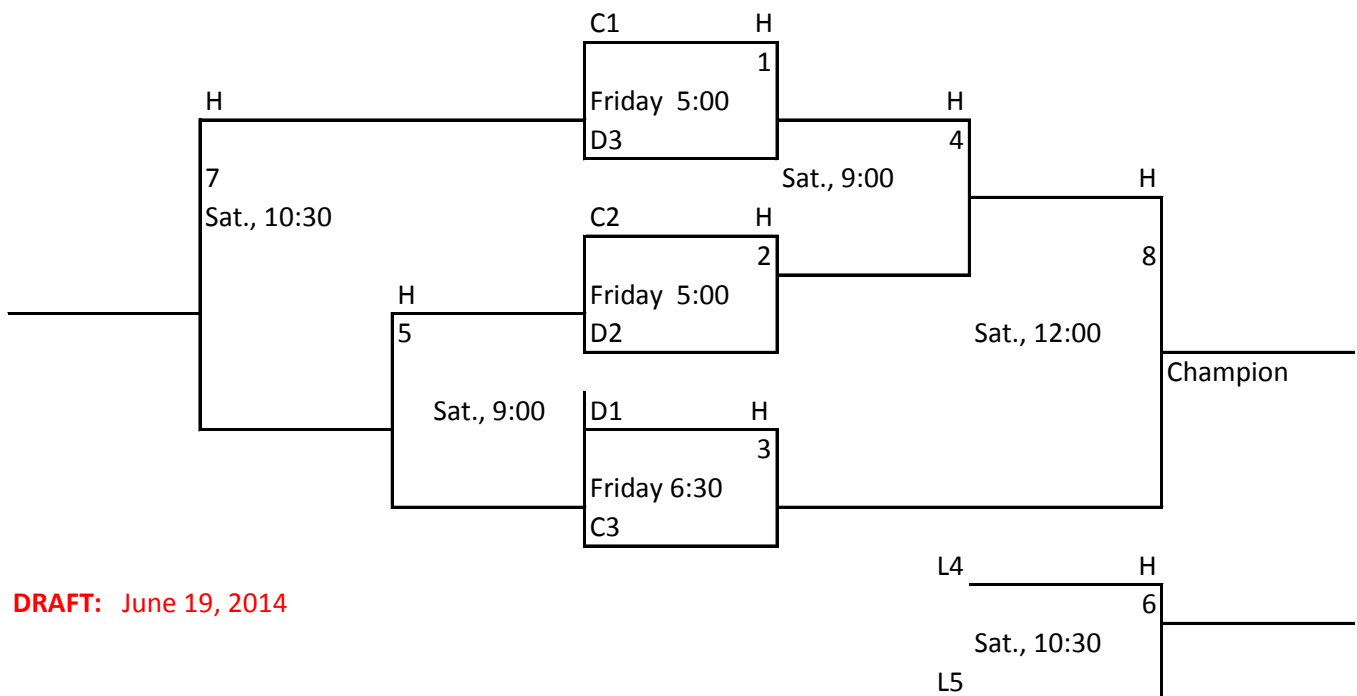 C1 H
1
H Friday 5:00 H
D3 4
7 Sat., 9:00 H
Sat., 10:30 C2 H
2 8
H Friday 5:00
5 D2 Sat., 12:00
Champion
Sat., 9:00 D1 H
3
Friday 6:30
C3
L4 H
DRAFT: June 19, 2014 6
Sat., 10:30
L5